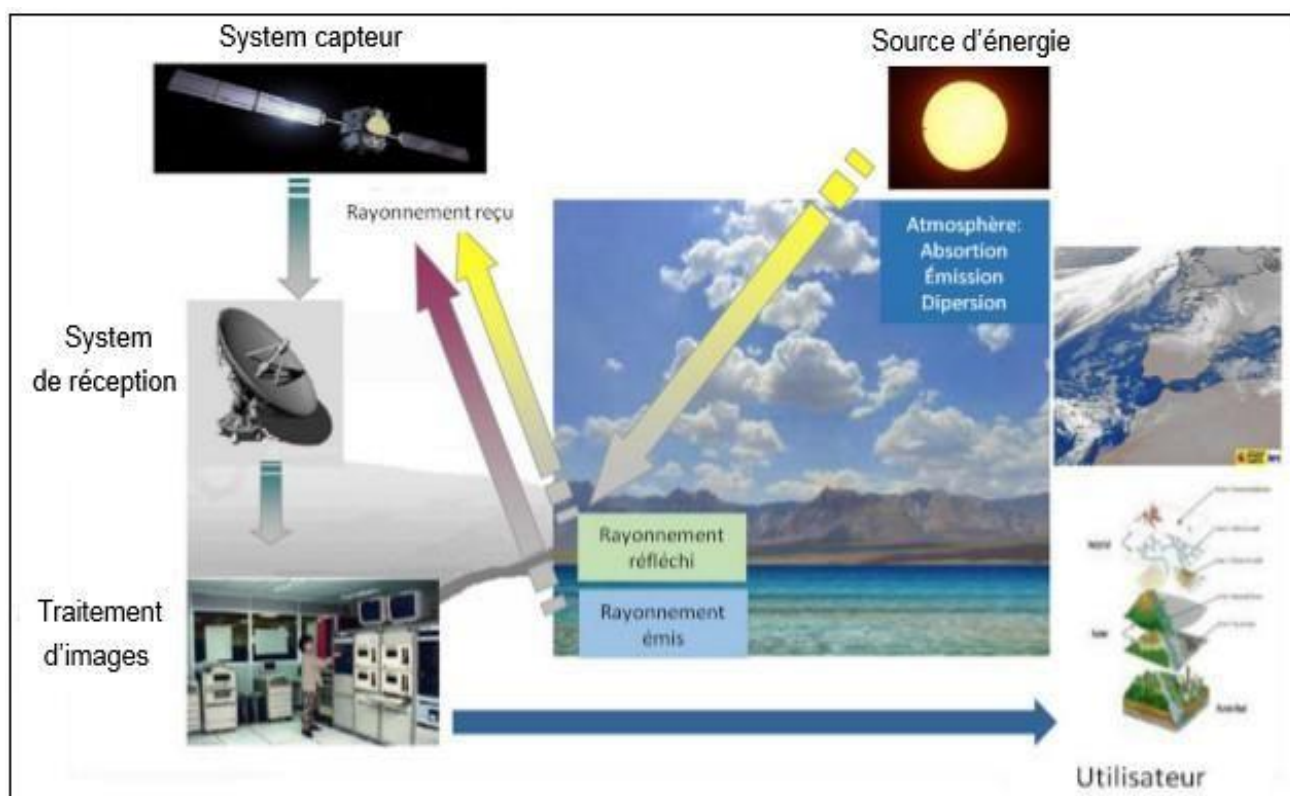 System capteur
Source d'énergie
Rayonnement reçu
Atmosphère:
Absortion
Émission
Dipersion
System
de réception
Rayonnement
réfléchi
Rayonnement
émis
Traitement
d'images
Utilisateur